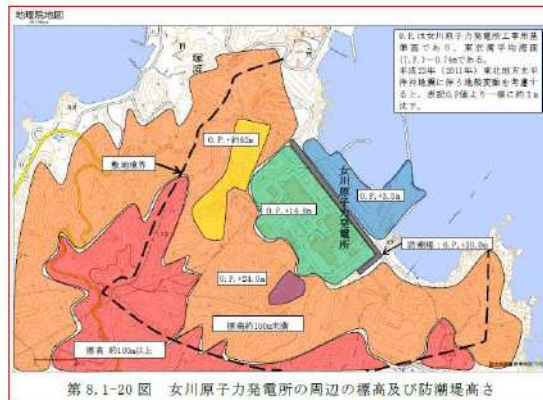 地理院地図
O.P.は女川原子力発電所工事用基
準面であり、東京湾平均海面
(T.P.)－0.74mである。
平成23年(2011年)東北地方太平
洋沖地震に伴う地殻変動を考慮す
ると、表記O.P値より一様に約1m
沈下。
塚浜
O.P.+約62m
敷地境界
O.P.+3.5m
O.P.+14.8m
女川原子力発電所
防潮堤：O.P.+29.0m
O.P.+24.0m
標高約100m未満
標高 約100m以上
第 8.1-20 図　女川原子力発電所の周辺の標高及び防潮堤高さ